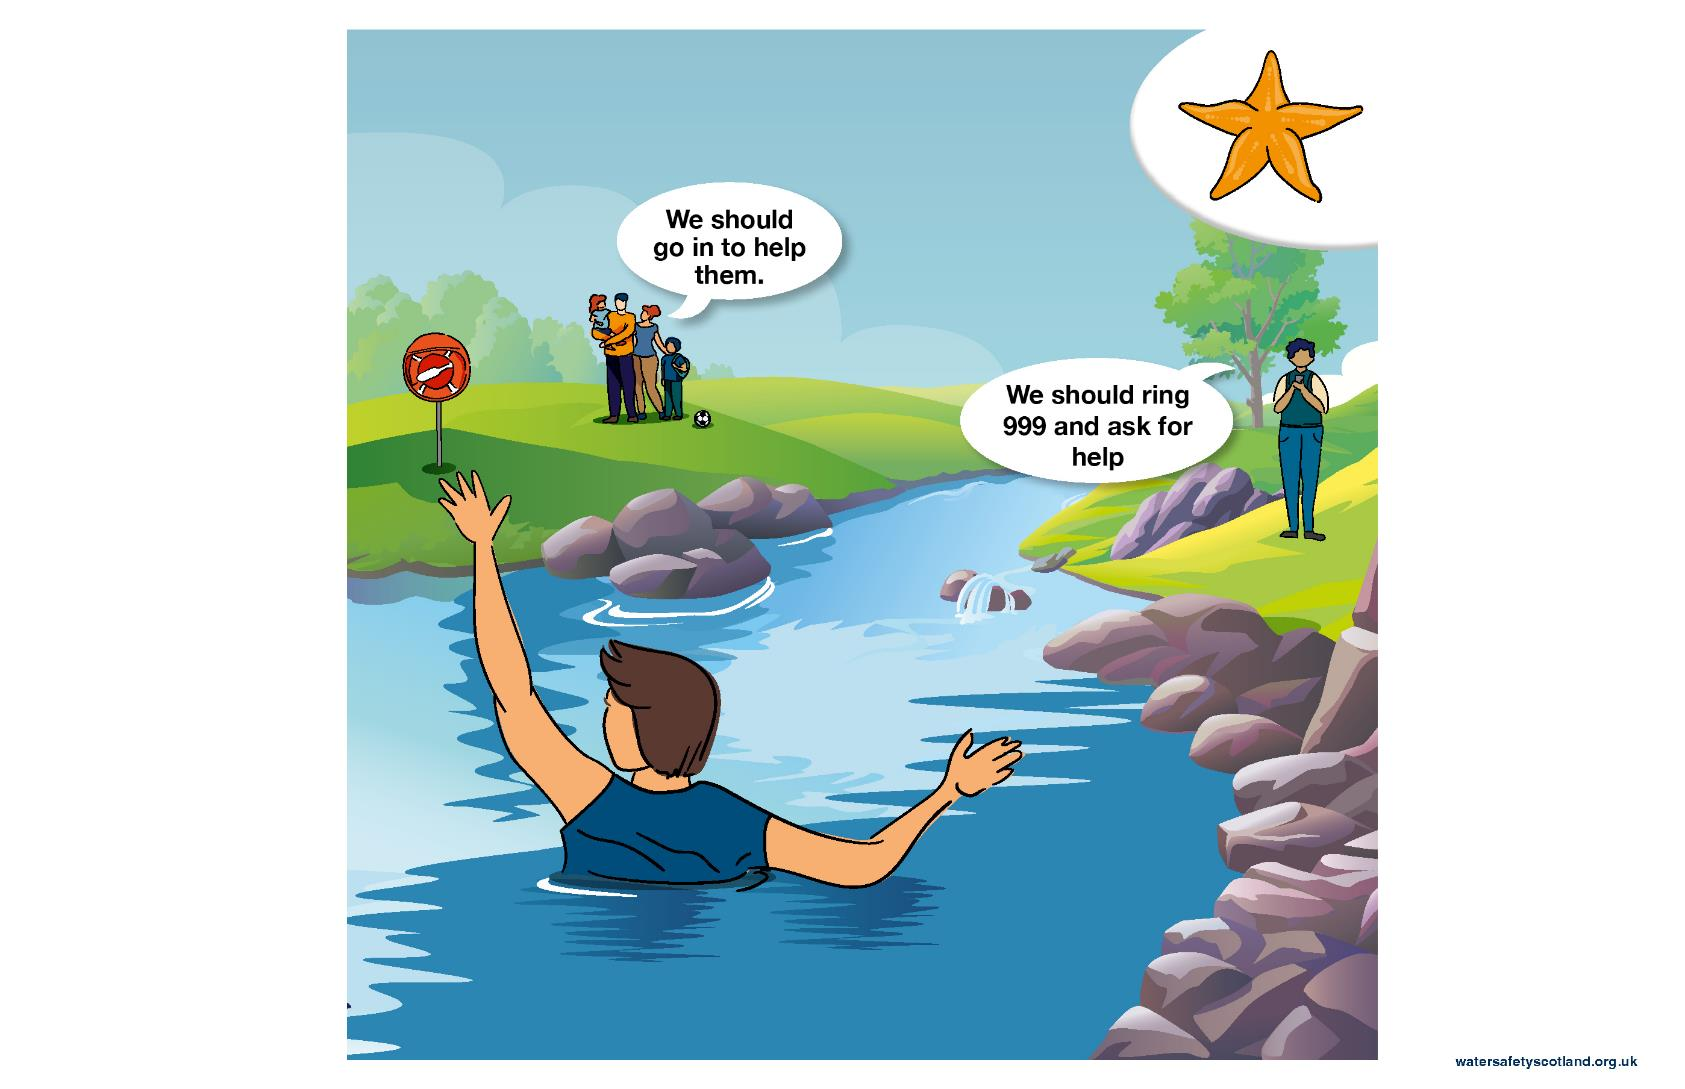 We should
go in to help
them.
We should ring
999 and ask for
help
watersafetyscotland.org.uk